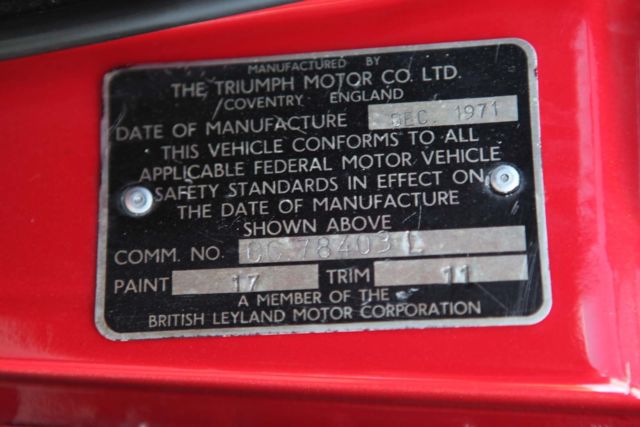 MANUFACTURED BY
THE TRIUMPH MOTOR CO. LTD.
COVENTRY ENGLAND
DATE OF MANUFACTURE DEC. 1971
THIS VEHICLE CONFORMS TO ALL
APPLICABLE FEDERAL MOTOR VEHICLE
SAFETY STANDARDS IN EFFECT ON
THE DATE OF MANUFACTURE
SHOWN ABOVE
COMM. NO. CC.78403 L
PAINT 17 TRIM 11
A MEMBER OF THE
BRITISH LEYLAND MOTOR CORPORATION